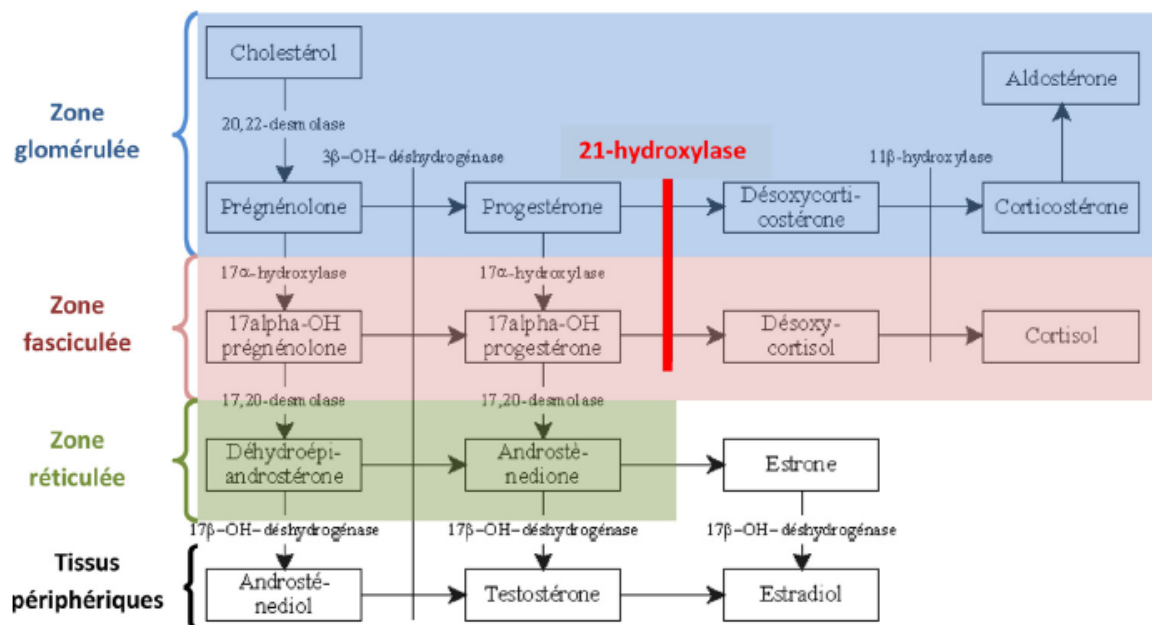 Cholestérol
Aldostérone
Zone
glomérulée
20,22-desmolase
3β-OH-déshydrogénase
21-hydroxylase
11β-hydroxylase
Prégnénolone
Progestérone
Désoxycorti-
costérone
Corticostérone
17α-hydroxylase
17α-hydroxylase
Zone
fasciculée
17alpha-OH
prégnénolone
17alpha-OH
progestérone
Désoxy-
cortisol
Cortisol
17,20-desmolase
17,20-desmolase
Zone
réticulée
Déhydroépi-
androstérone
Androstè-
nedione
Estrone
17β-OH-déshydrogénase
17β-OH-déshydrogénase
17β-OH-déshydrogénase
Tissus
périphériques
Androsté-
nediol
Testostérone
Estradiol